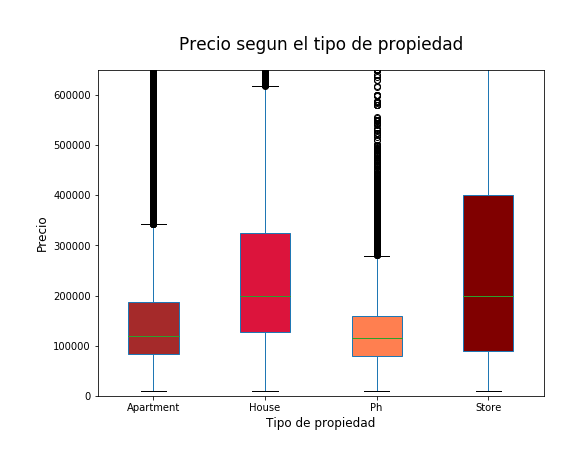 Precio segun el tipo de propiedad
600000
500000
400000
300000
200000
100000
0
Precio
Apartment House Ph Store
Tipo de propiedad